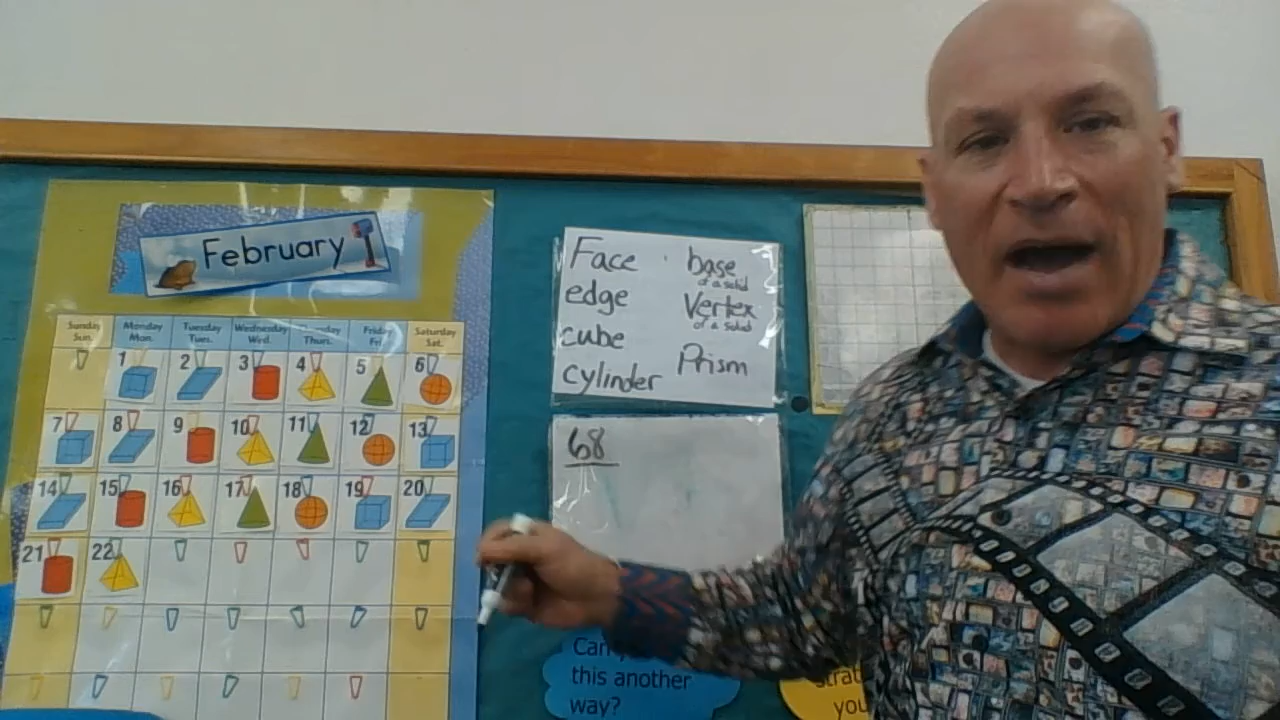 February
Sunday Monday Tuesday Wednesday Thursday Friday Saturday
Sun. Mon. Tues. Wed. Thurs. Fri. Sat.
1 2 3 4 5 6
7 8 9 10 11 12 13
14 15 16 17 18 19 20
21 22
Face base
of a solid
edge Vertex
of a solid
cube
cylinder Prism
68
this another
way?